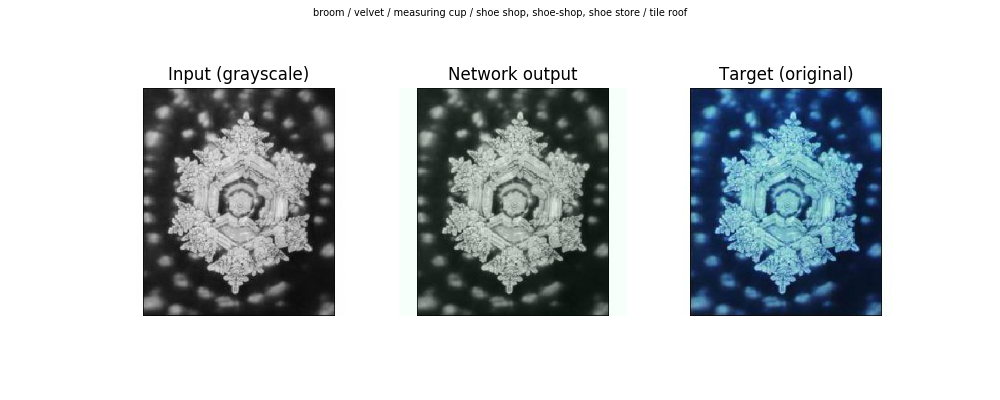 broom / velvet / measuring cup / shoe shop, shoe-shop, shoe store / tile roof
Input (grayscale)
Network output
Target (original)